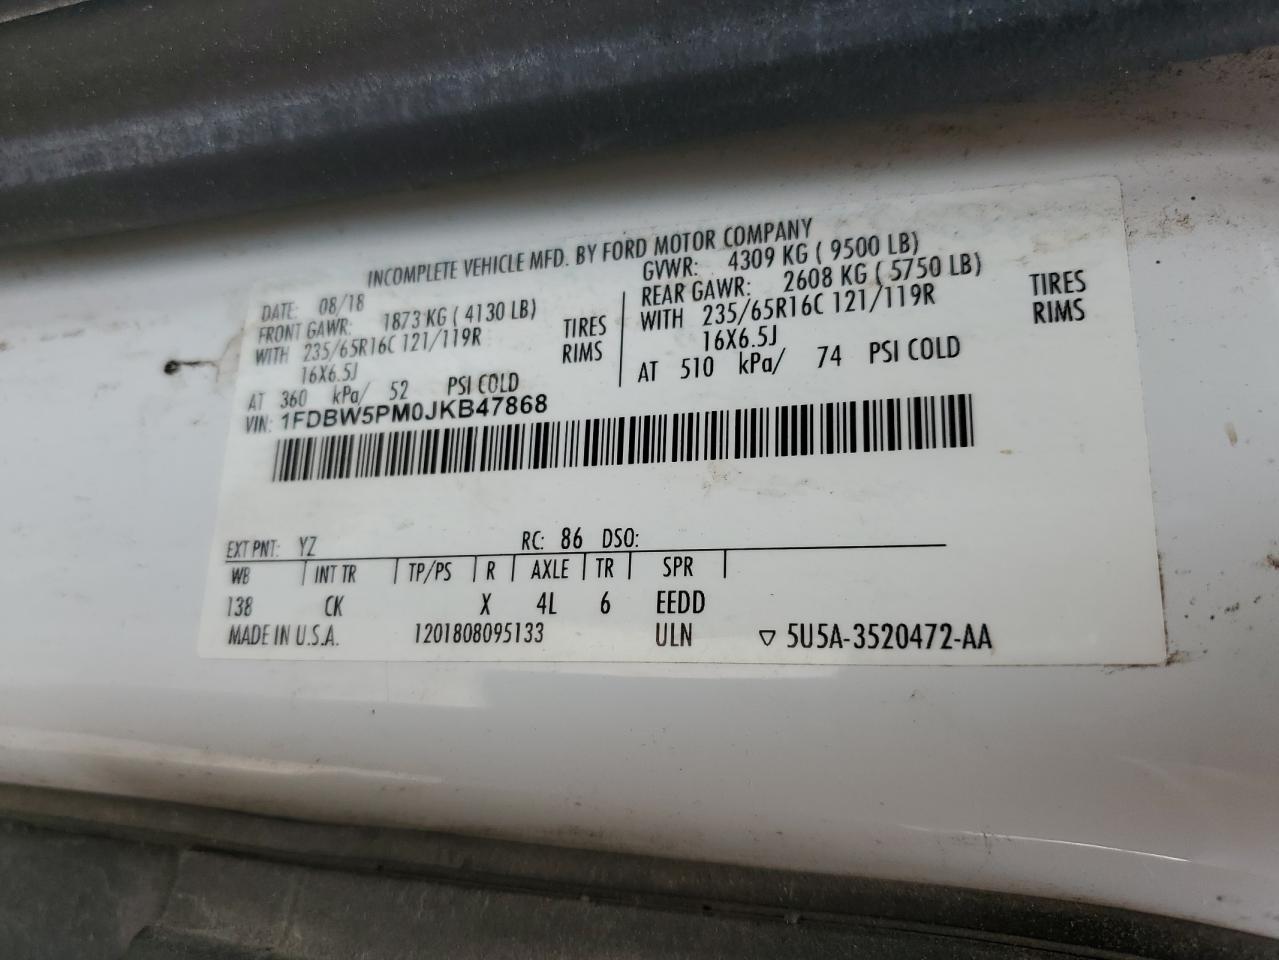 INCOMPLETE VEHICLE MFD. BY FORD MOTOR COMPANY
DATE: 08/18 GVWR: 4309 KG ( 9500 LB)
FRONT GAWR: 1873 KG ( 4130 LB) REAR GAWR: 2608 KG ( 5750 LB)
WITH 235/65R16C 121/119R TIRES WITH 235/65R16C 121/119R TIRES
16X6.5J RIMS 16X6.5J RIMS
AT 360 kPa/ 52 PSI COLD AT 510 kPa/ 74 PSI COLD
VIN: 1FDBW5PM0JKB47868
EXT PNT: YZ RC: 86 DSO:
WB INT TR TP/PS R AXLE TR SPR
138 CK X 4L 6 EEDD
MADE IN U.S.A. 1201808095133 ULN ▽ 5U5A-3520472-AA